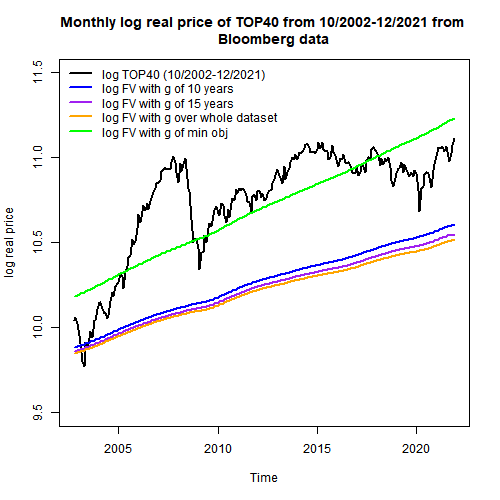 Monthly log real price of TOP40 from 10/2002-12/2021 from
Bloomberg data
log TOP40 (10/2002-12/2021)
log FV with g of 10 years
log FV with g of 15 years
log FV with g over whole dataset
log FV with g of min obj
11.5
11.0
10.5
10.0
9.5
log real price
2005 2010 2015 2020
Time